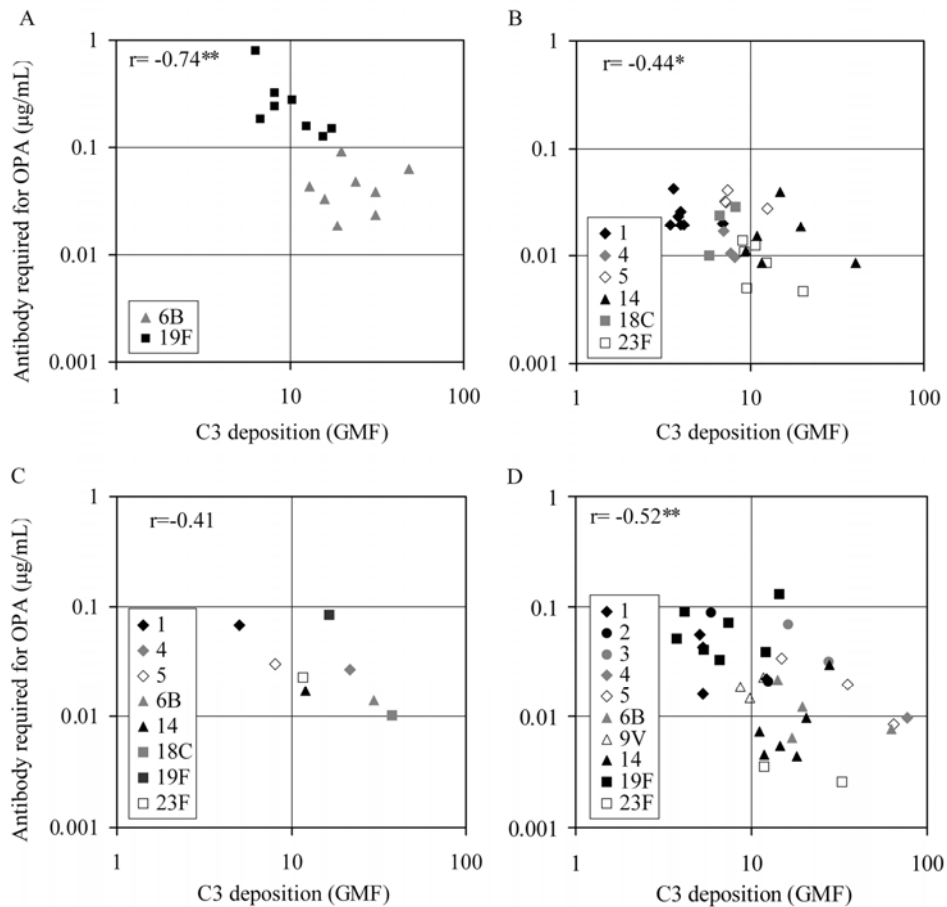 A
r= -0.74**
Antibody required for OPA (µg/mL)
1
0.1
0.01
0.001
6B
19F
1
10
100
C3 deposition (GMF)
B
r= -0.44*
1
0.1
0.01
0.001
1
4
5
14
18C
23F
1
10
100
C3 deposition (GMF)
C
r=-0.41
Antibody required for OPA (µg/mL)
1
0.1
0.01
0.001
1
4
5
6B
14
18C
19F
23F
1
10
100
C3 deposition (GMF)
D
r= -0.52**
1
0.1
0.01
0.001
1
2
3
4
5
6B
9V
14
19F
23F
1
10
100
C3 deposition (GMF)